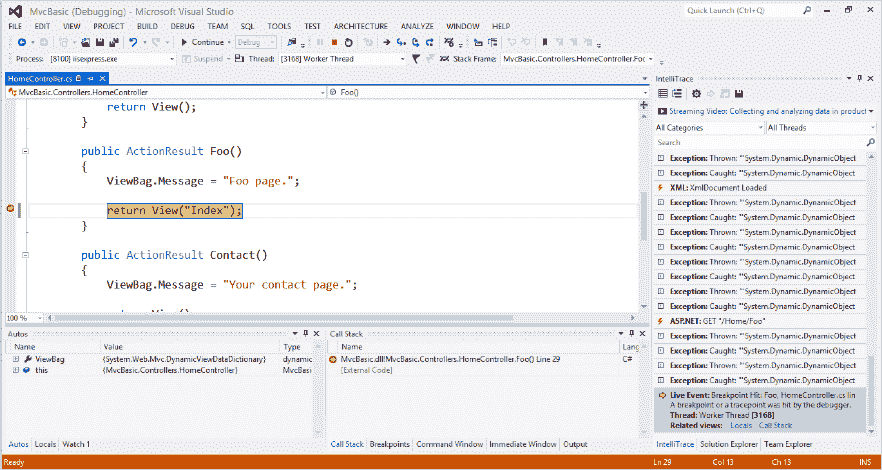 MvcBasic (Debugging) - Microsoft Visual Studio
Quick Launch (Ctrl+Q)
FILE EDIT VIEW PROJECT BUILD DEBUG TEAM SQL TOOLS TEST ARCHITECTURE ANALYZE WINDOW HELP
Continue Debug
Process: [8100] iisexpress.exe Suspend Thread: [3168] Worker Thread Stack Frame: MvcBasic.Controllers.HomeController.Foo
HomeController.cs
MvcBasic.Controllers.HomeController Foo()
return View();
}
public ActionResult Foo()
{
ViewBag.Message = "Foo page.";
return View("Index");
}
public ActionResult Contact()
{
ViewBag.Message = "Your contact page.";
100 %
Autos
Name Value Type
ViewBag {System.Web.Mvc.DynamicViewDataDictionary} dynamic
this {MvcBasic.Controllers.HomeController} MvcBasic
Autos Locals Watch 1
Call Stack
Name Lang
MvcBasic.dll!MvcBasic.Controllers.HomeController.Foo() Line 29 C#
[External Code]
Call Stack Breakpoints Command Window Immediate Window Output
IntelliTrace
Streaming Video: Collecting and analyzing data in product
All Categories All Threads
Search
Exception: Thrown: "System.Dynamic.DynamicObject
Exception: Caught: "System.Dynamic.DynamicObject
XML: XmlDocument Loaded
Exception: Thrown: "System.Dynamic.DynamicObject
Exception: Caught: "System.Dynamic.DynamicObject
Exception: Thrown: "System.Dynamic.DynamicObject
Exception: Caught: "System.Dynamic.DynamicObject
Exception: Thrown: "System.Dynamic.DynamicObject
Exception: Caught: "System.Dynamic.DynamicObject
Exception: Thrown: "System.Dynamic.DynamicObject
Exception: Caught: "System.Dynamic.DynamicObject
ASP.NET: GET "/Home/Foo"
Exception: Thrown: "System.Dynamic.DynamicObject
Exception: Caught: "System.Dynamic.DynamicObject
Exception: Thrown: "System.Dynamic.DynamicObject
Exception: Caught: "System.Dynamic.DynamicObject
Live Event: Breakpoint Hit: Foo, HomeController.cs lin
A breakpoint or a tracepoint was hit by the debugger.
Thread: Worker Thread [3168]
Related views: Locals Call Stack
IntelliTrace Solution Explorer Team Explorer
Ready Ln 29 Col 13 Ch 13 INS